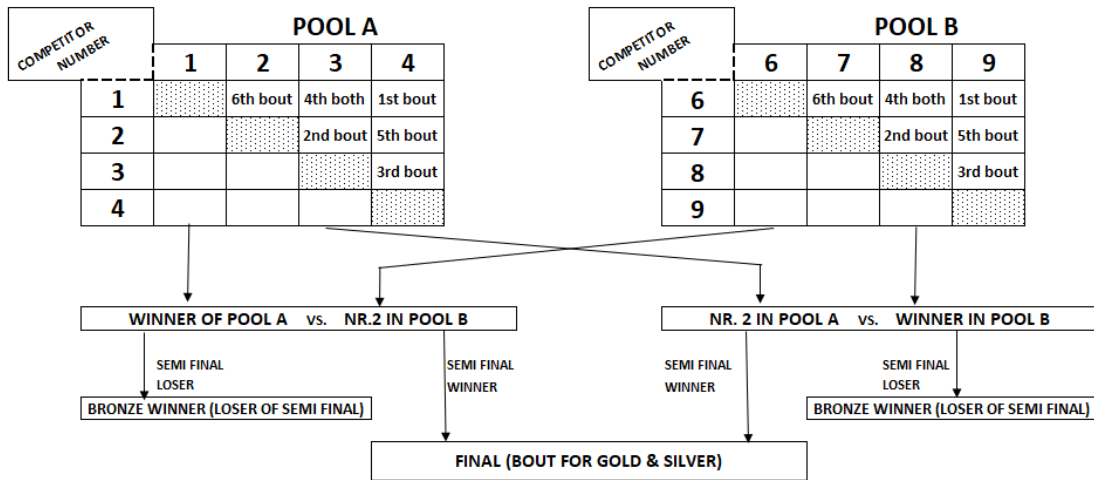 COMPETITOR NUMBER
POOL A
1 2 3 4
1 6th bout 4th both 1st bout
2 2nd bout 5th bout
3 3rd bout
4
COMPETITOR NUMBER
POOL B
6 7 8 9
6 6th bout 4th both 1st bout
7 2nd bout 5th bout
8 3rd bout
9
WINNER OF POOL A VS. NR.2 IN POOL B
NR. 2 IN POOL A VS. WINNER IN POOL B
SEMI FINAL
LOSER
SEMI FINAL
WINNER
SEMI FINAL
WINNER
SEMI FINAL
LOSER
BRONZE WINNER (LOSER OF SEMI FINAL)
BRONZE WINNER (LOSER OF SEMI FINAL)
FINAL (BOUT FOR GOLD & SILVER)